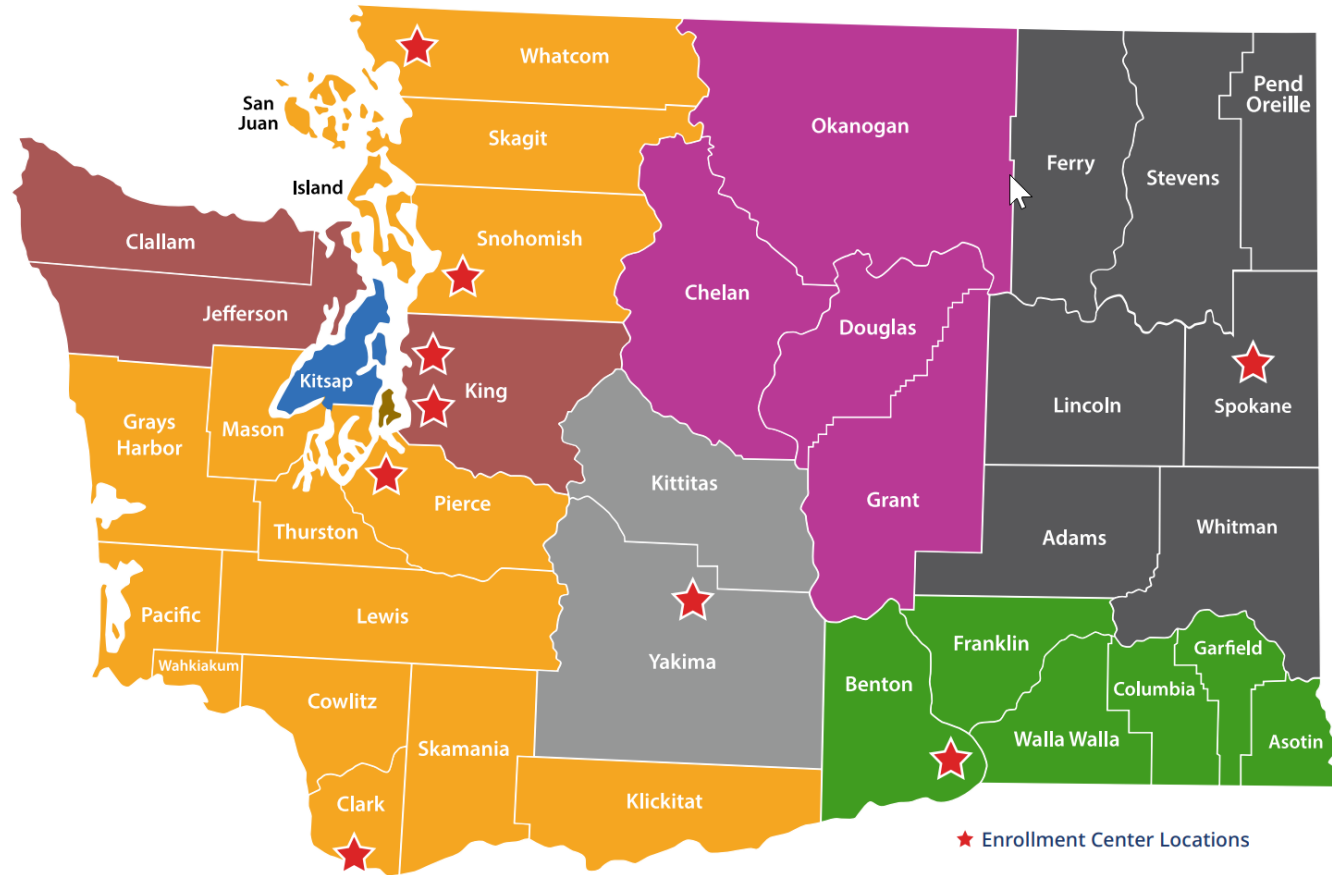 Whatcom
San
Juan
Skagit
Island
Snohomish
Okanogan
Ferry
Stevens
Pend
Oreille
Clallam
Jefferson
Chelan
Douglas
Kitsap
King
Lincoln
Spokane
Grays
Harbor
Mason
Kittitas
Grant
Thurston
Pierce
Adams
Whitman
Pacific
Lewis
Yakima
Franklin
Garfield
Wahkiakum
Cowlitz
Benton
Columbia
Skamania
Walla Walla
Asotin
Clark
Klickitat
Enrollment Center Locations